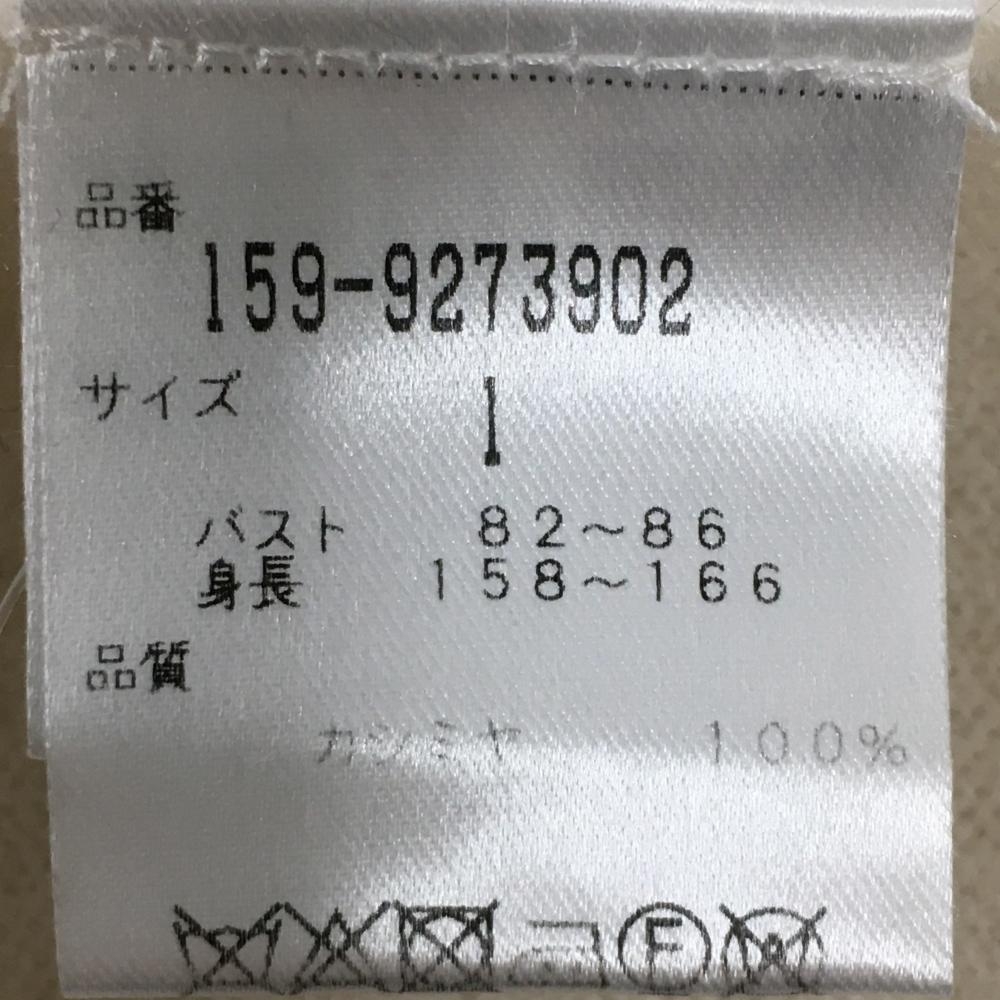 品番
159-9273902
サイズ 1
バスト 82～86
身長 158～166
品質
カシミヤ 100%
F